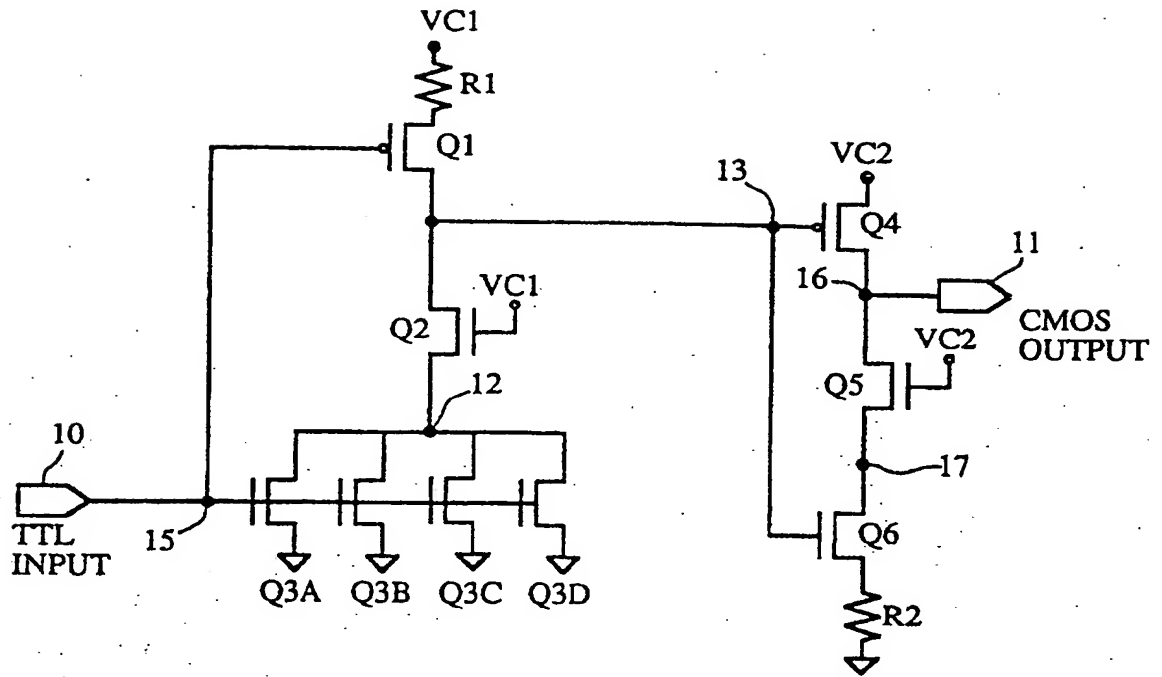 VC1
R1
Q1
13
VC2
Q4
11
16
CMOS
OUTPUT
VC1
Q2
VC2
Q5
12
10
17
TTL
INPUT
15
Q6
Q3A Q3B Q3C Q3D
R2